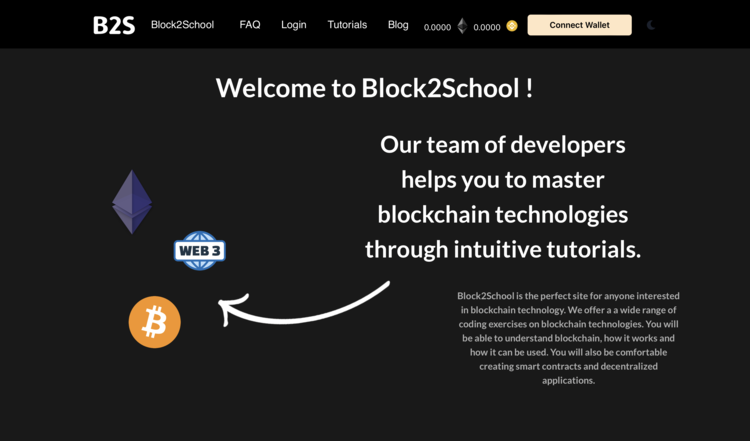 B2S Block2School FAQ Login Tutorials Blog 0.0000 0.0000 Connect Wallet
Welcome to Block2School !
Our team of developers
helps you to master
blockchain technologies
through intuitive tutorials.
WEB 3
Block2School is the perfect site for anyone interested
in blockchain technology. We offer a a wide range of
coding exercises on blockchain technologies. You will
be able to understand blockchain, how it works and
how it can be used. You will also be comfortable
creating smart contracts and decentralized
applications.